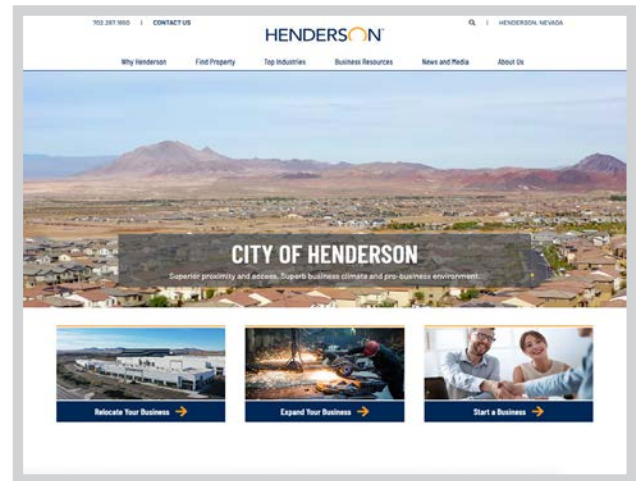 702.267.1650 | CONTACT US
HENDERSON
HENDERSON, NEVADA
Why Henderson Find Property Top Industries Business Resources News and Media About Us
CITY OF HENDERSON
Superior proximity and access. Superb business climate and pro-business environment.
Relocate Your Business → Expand Your Business → Start a Business →